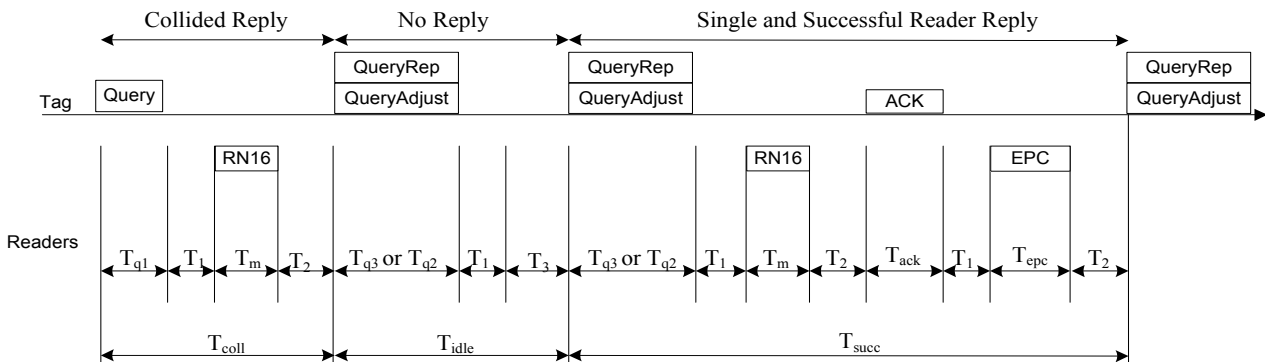 Collided Reply No Reply Single and Successful Reader Reply
QueryRep QueryRep QueryRep
Tag Query QueryAdjust QueryAdjust ACK QueryAdjust
RN16 RN16 EPC
Readers
Tq1 T1 Tm T2 Tq3 or Tq2 T1 T3 Tq3 or Tq2 T1 Tm T2 Tack T1 Tepc T2
Tcoll Tidle Tsucc